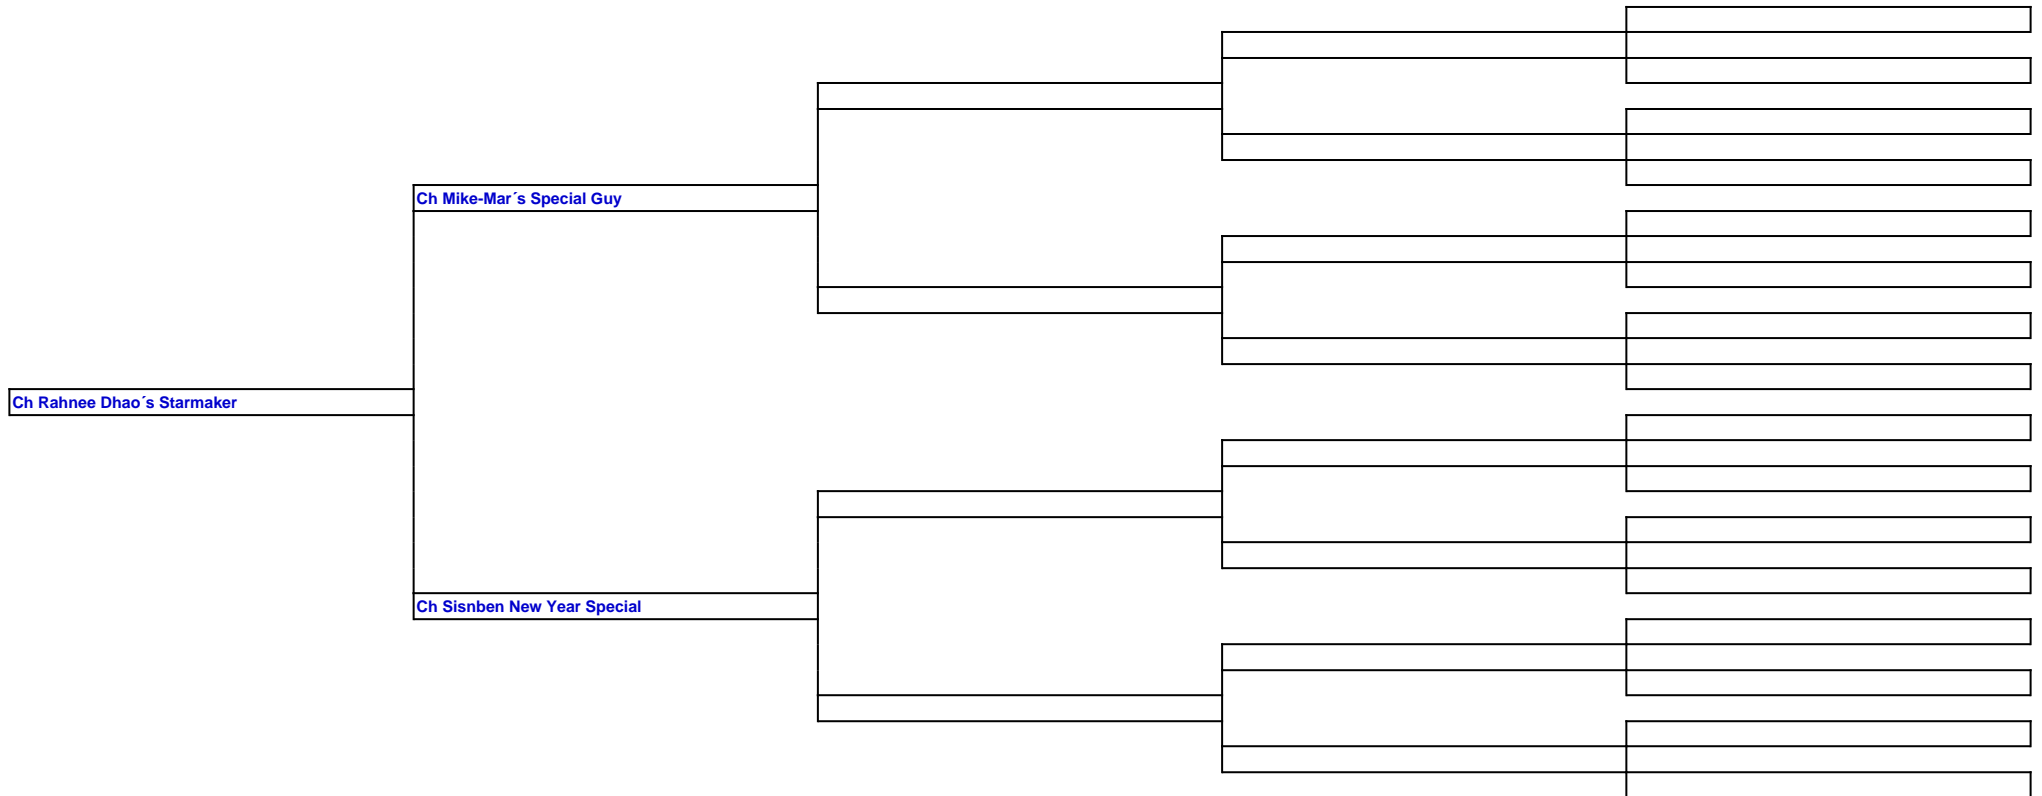 Ch Mike-Mar´s Special Guy
Ch Rahnee Dhao´s Starmaker
Ch Sisnben New Year Special